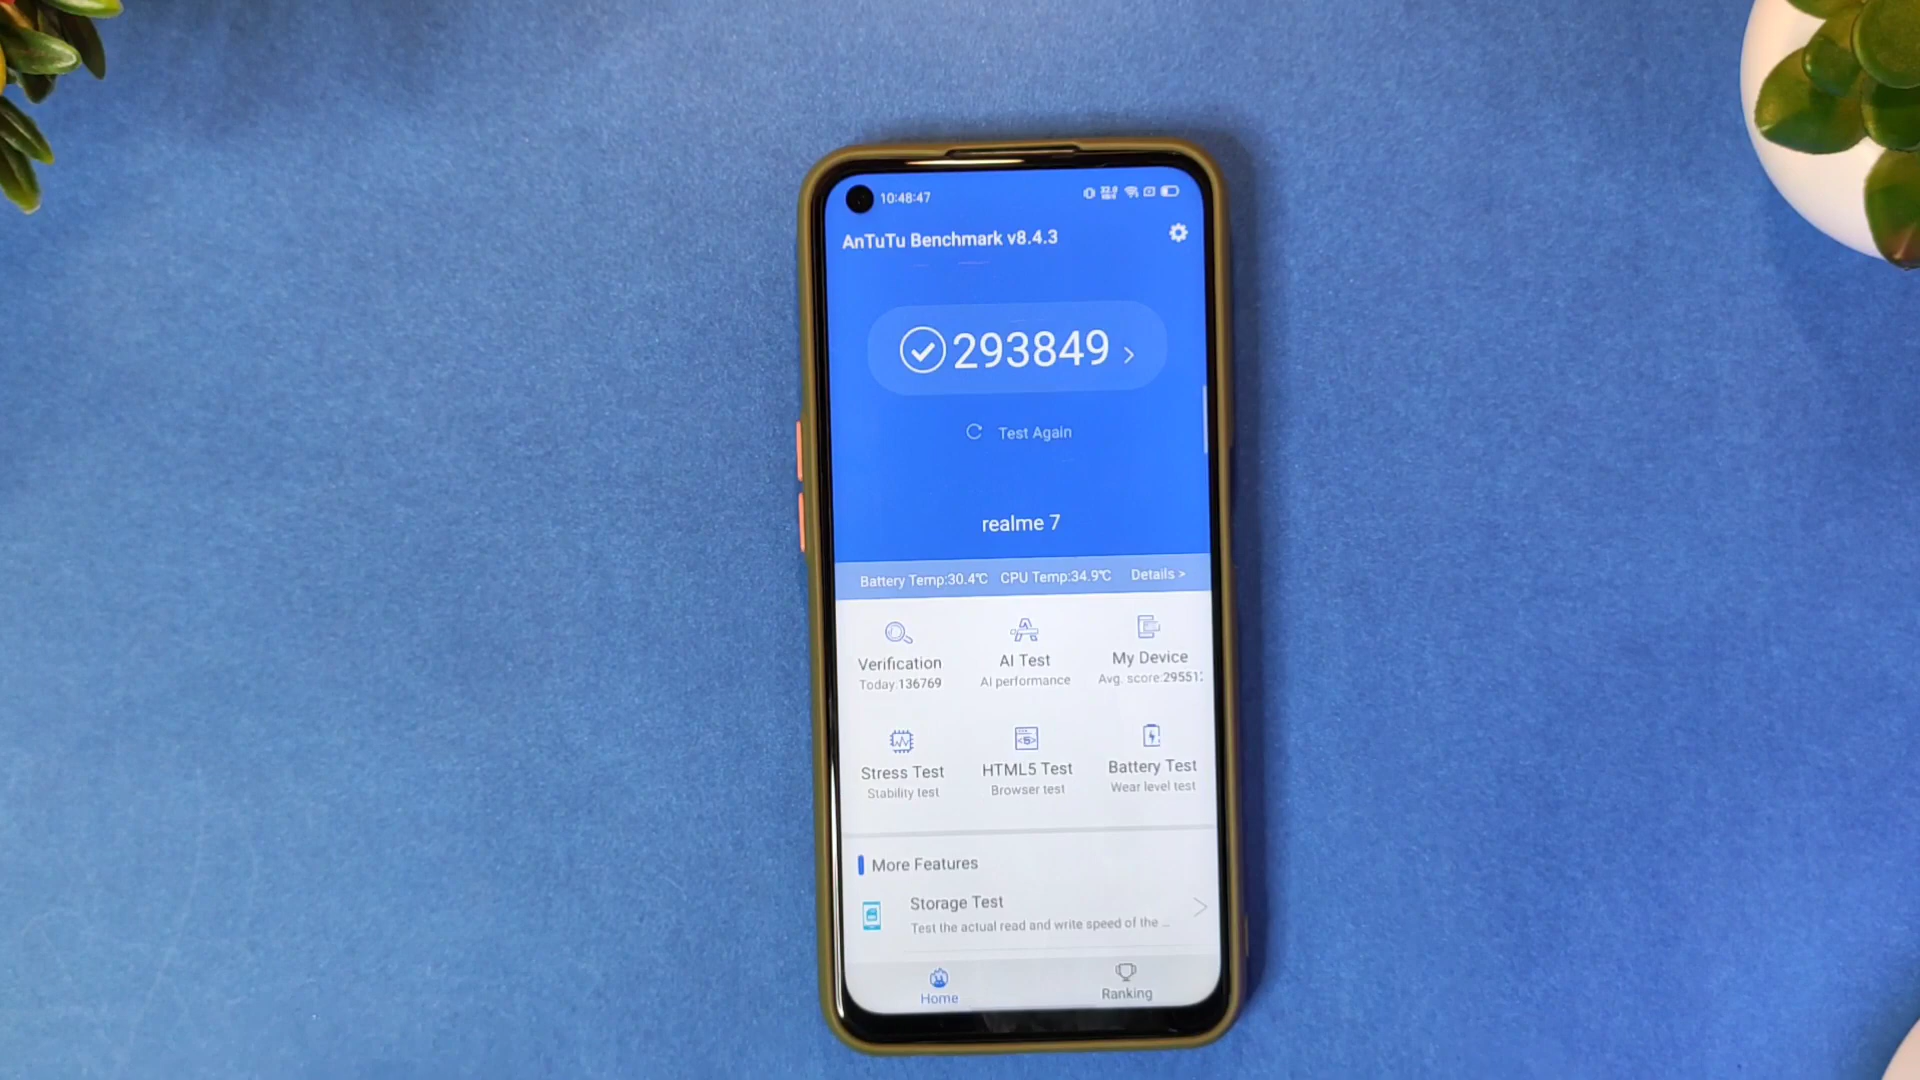 10:48:47
AnTuTu Benchmark v8.4.3
293849
Test Again
realme 7
Battery Temp:30.4℃ CPU Temp:34.9℃ Details >
Verification AI Test My Device
Today:136769 AI performance Avg. score:29551
Stress Test HTML5 Test Battery Test
Stability test Browser test Wear level test
More Features
Storage Test
Test the actual read and write speed of the ...
Home Ranking